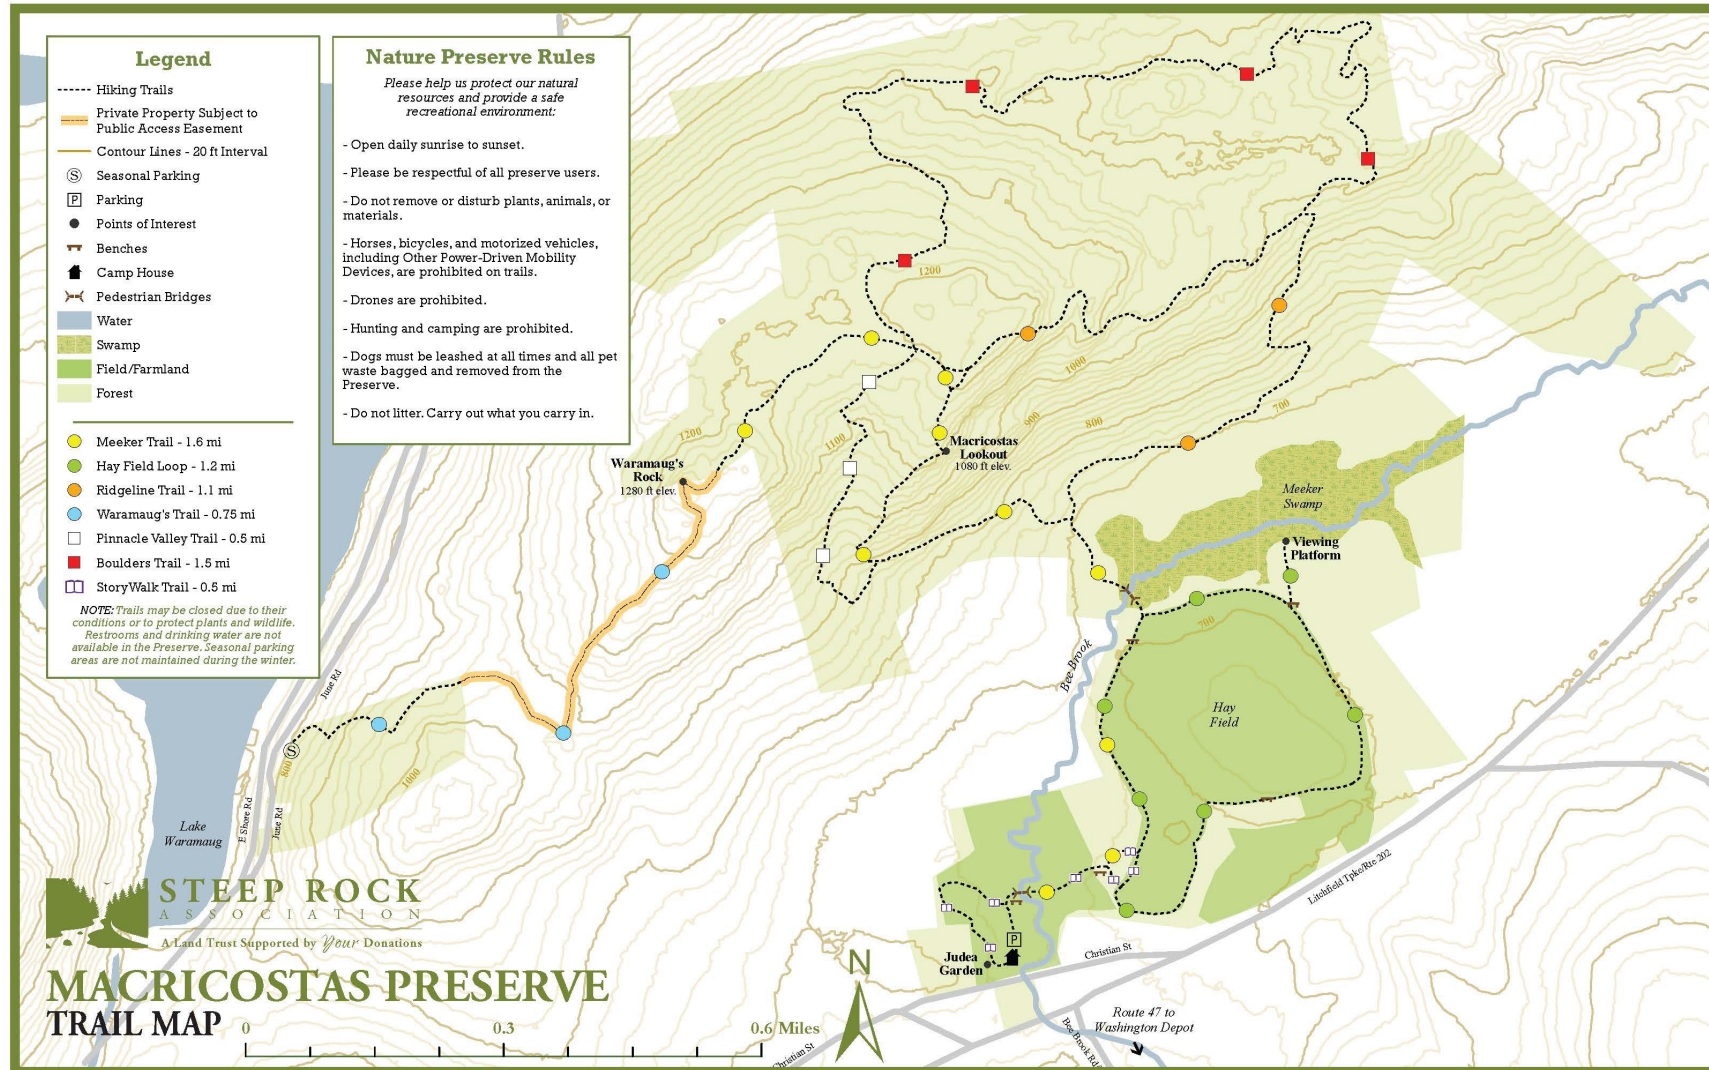 Legend
Hiking Trails
Private Property Subject to
Public Access Easement
Contour Lines - 20 ft Interval
S Seasonal Parking
P Parking
Points of Interest
Benches
Camp House
Pedestrian Bridges
Water
Swamp
Field/Farmland
Forest
Meeker Trail - 1.6 mi
Hay Field Loop - 1.2 mi
Ridgeline Trail - 1.1 mi
Waramaug's Trail - 0.75 mi
Pinnacle Valley Trail - 0.5 mi
Boulders Trail - 1.5 mi
StoryWalk Trail - 0.5 mi
NOTE: Trails may be closed due to their
conditions or to protect plants and wildlife.
Restrooms and drinking water are not
available in the Preserve. Seasonal parking
areas are not maintained during the winter.
Nature Preserve Rules
Please help us protect our natural
resources and provide a safe
recreational environment:
- Open daily sunrise to sunset.
- Please be respectful of all preserve users.
- Do not remove or disturb plants, animals, or
materials.
- Horses, bicycles, and motorized vehicles,
including Other Power-Driven Mobility
Devices, are prohibited on trails.
- Drones are prohibited.
- Hunting and camping are prohibited.
- Dogs must be leashed at all times and all pet
waste bagged and removed from the
Preserve.
- Do not litter. Carry out what you carry in.
1200
1000
900
800
700
1200
1100
Macricostas
Lookout
1080 ft elev.
Waramaug's
Rock
1280 ft elev.
Meeker
Swamp
Viewing
Platform
700
Bee Brook
Hay
Field
June Rd
S
800
1000
E Shore Rd
June Rd
Lake
Waramaug
Litchfield Tpke/Rte 202
P
Judea
Garden
Christian St
Route 47 to
Washington Depot
Bee Brook Rd
Christian St
N
STEEP ROCK
ASSOCIATION
A Land Trust Supported by Your Donations
MACRICOSTAS PRESERVE
TRAIL MAP
0 0.3 0.6 Miles